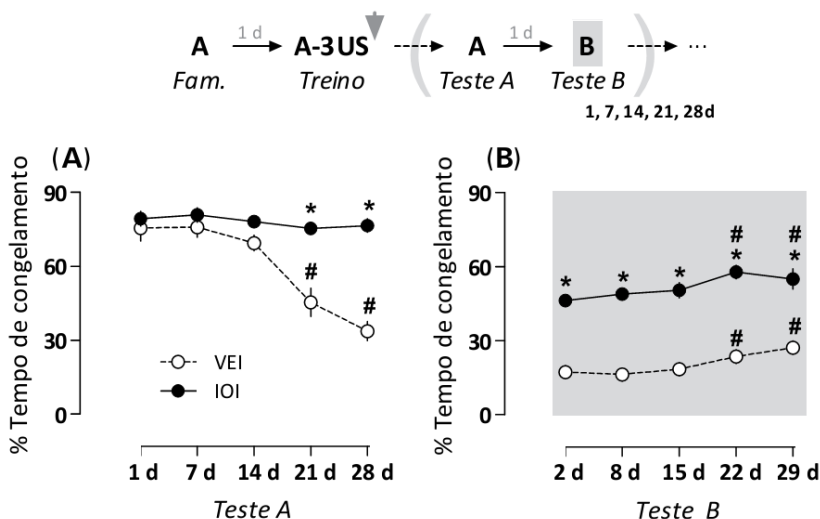 1 d 1 d
A A-3US A B ...
Fam. Treino Teste A Teste B
1, 7, 14, 21, 28d
(A)
% Tempo de congelamento
90
60
30
0
* *
# #
VEI
IOI
1 d 7 d 14 d 21 d 28 d
Teste A
(B)
% Tempo de congelamento
90
60
30
0
# #
* * * * *
# #
2 d 8 d 15 d 22 d 29 d
Teste B